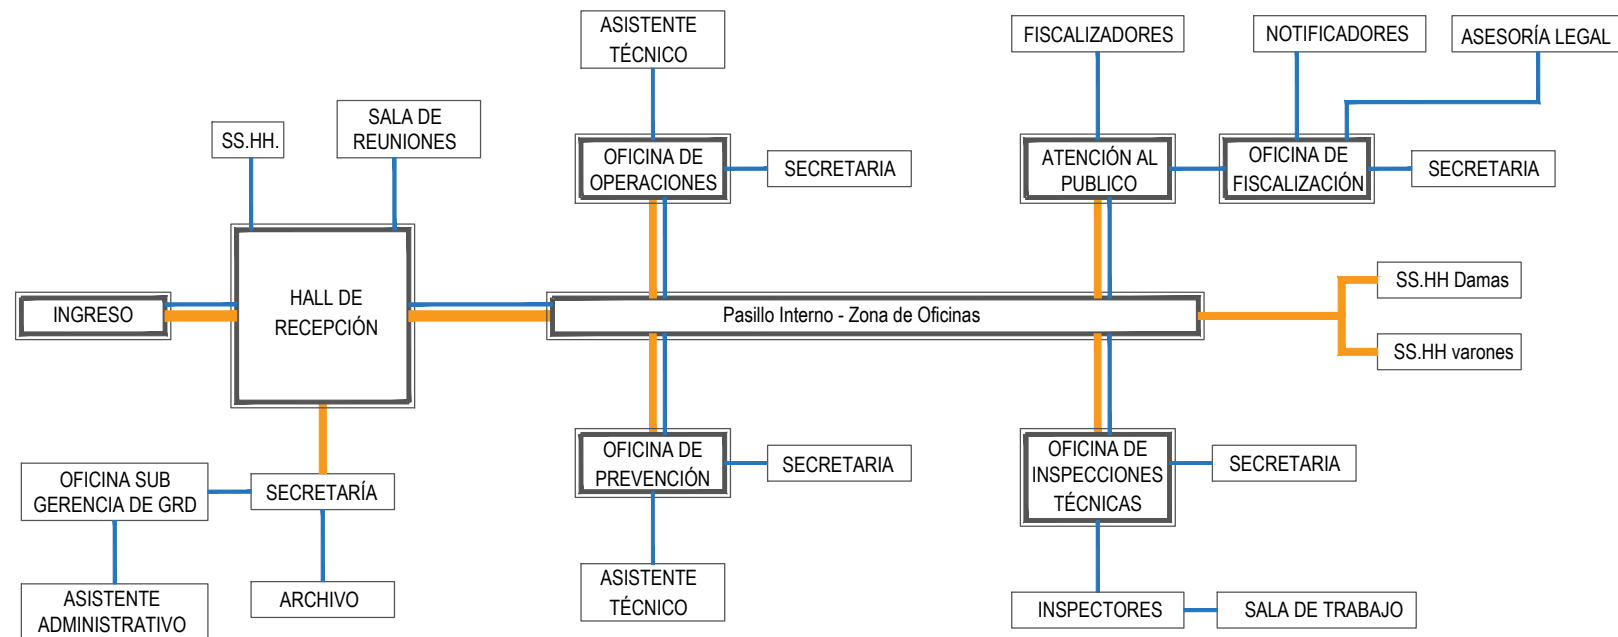 ASISTENTE
TÉCNICO
FISCALIZADORES
NOTIFICADORES
ASESORÍA LEGAL
SS.HH.
SALA DE
REUNIONES
OFICINA DE
OPERACIONES
SECRETARIA
ATENCIÓN AL
PUBLICO
OFICINA DE
FISCALIZACIÓN
SECRETARIA
INGRESO
HALL DE
RECEPCIÓN
Pasillo Interno - Zona de Oficinas
SS.HH Damas
SS.HH varones
OFICINA SUB
GERENCIA DE GRD
SECRETARÍA
OFICINA DE
PREVENCIÓN
SECRETARIA
OFICINA DE
INSPECCIONES
TÉCNICAS
SECRETARIA
ASISTENTE
ADMINISTRATIVO
ARCHIVO
ASISTENTE
TÉCNICO
INSPECTORES
SALA DE TRABAJO